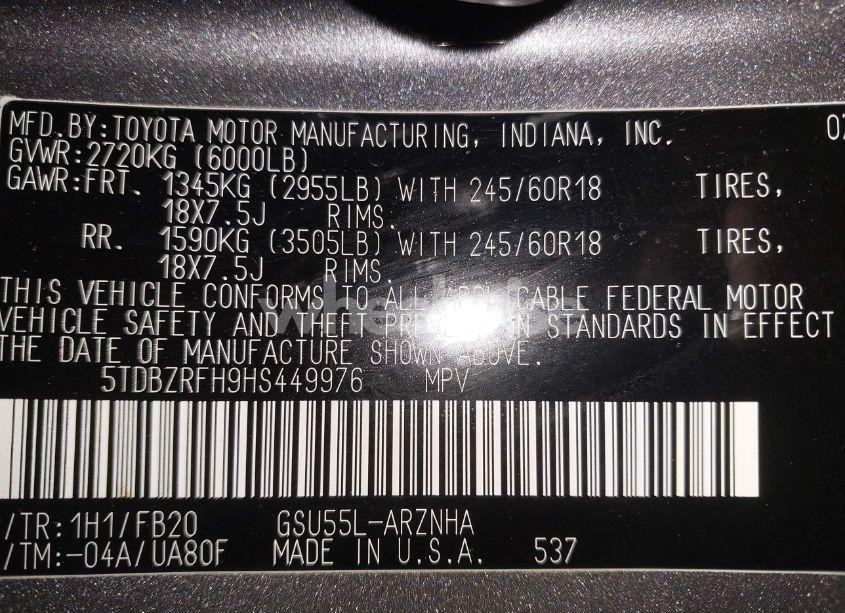 MFD.BY:TOYOTA MOTOR MANUFACTURING, INDIANA, INC. 07
GVWR:2720KG (6000LB)
GAWR:FRT. 1345KG (2955LB) WITH 245/60R18 TIRES,
18X7.5J RIMS.
RR. 1590KG (3505LB) WITH 245/60R18 TIRES,
18X7.5J RIMS.
THIS VEHICLE CONFORMS TO ALL APPLICABLE FEDERAL MOTOR
VEHICLE SAFETY AND THEFT PREVENTION STANDARDS IN EFFECT
THE DATE OF MANUFACTURE SHOWN ABOVE.
5TDBZRFH9HS449976 MPV
/TR:1H1/FB20 GSU55L-ARZNHA
/TM:-04A/UA80F MADE IN U.S.A. 537